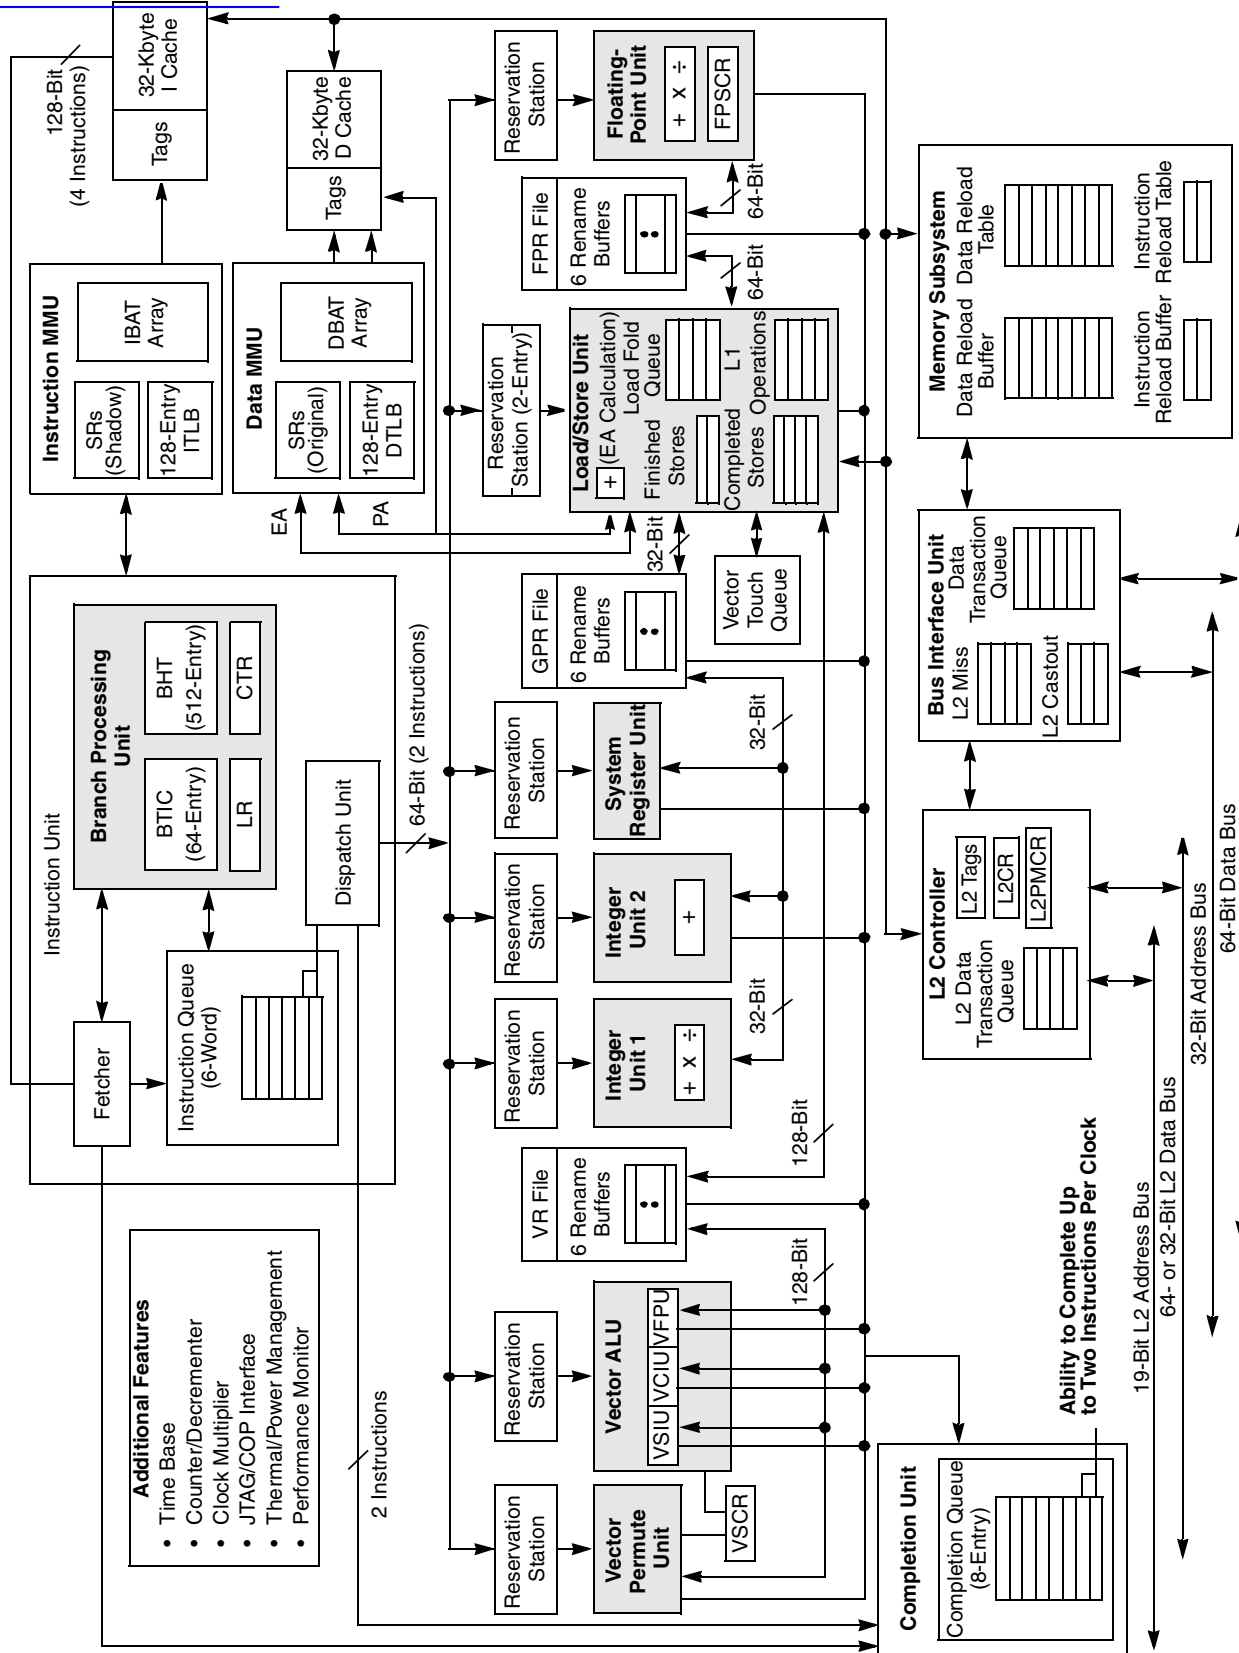 Additional Features
• Time Base
• Counter/Decrementer
• Clock Multiplier
• JTAG/COP Interface
• Thermal/Power Management
• Performance Monitor
Instruction Unit
Fetcher
Instruction Queue
(6-Word)
Branch Processing
Unit
BTIC
(64-Entry)
BHT
(512-Entry)
LR
CTR
Dispatch Unit
Instruction MMU
SRs
(Shadow)
128-Entry
ITLB
IBAT
Array
128-Bit
(4 Instructions)
Tags
32-Kbyte
I Cache
Data MMU
SRs
(Original)
128-Entry
DTLB
DBAT
Array
Tags
32-Kbyte
D Cache
EA
PA
2 Instructions
64-Bit (2 Instructions)
Reservation
Station
Reservation
Station
Reservation
Station
Reservation
Station
Reservation
Station
Reservation
Station (2-Entry)
Reservation
Station
Vector
Permute
Unit
VSCR
Vector ALU
VSIU
VCIU
VFPU
128-Bit
VR File
6 Rename
Buffers
128-Bit
Integer
Unit 1
+ x ÷
32-Bit
Integer
Unit 2
+
System
Register Unit
32-Bit
GPR File
6 Rename
Buffers
32-Bit
Vector
Touch
Queue
Load/Store Unit
+
(EA Calculation)
Finished
Stores
Load Fold
Queue
Completed
Stores
L1
Operations
FPR File
6 Rename
Buffers
64-Bit
64-Bit
Floating-
Point Unit
+ x ÷
FPSCR
Completion Unit
Completion Queue
(8-Entry)
Ability to Complete Up
to Two Instructions Per Clock
L2 Controller
L2 Data
Transaction
Queue
L2 Tags
L2CR
L2PMCR
Bus Interface Unit
L2 Miss
Data
Transaction
Queue
L2 Castout
Memory Subsystem
Data Reload
Buffer
Data Reload
Table
Instruction
Reload Buffer
Instruction
Reload Table
19-Bit L2 Address Bus
64- or 32-Bit L2 Data Bus
32-Bit Address Bus
64-Bit Data Bus